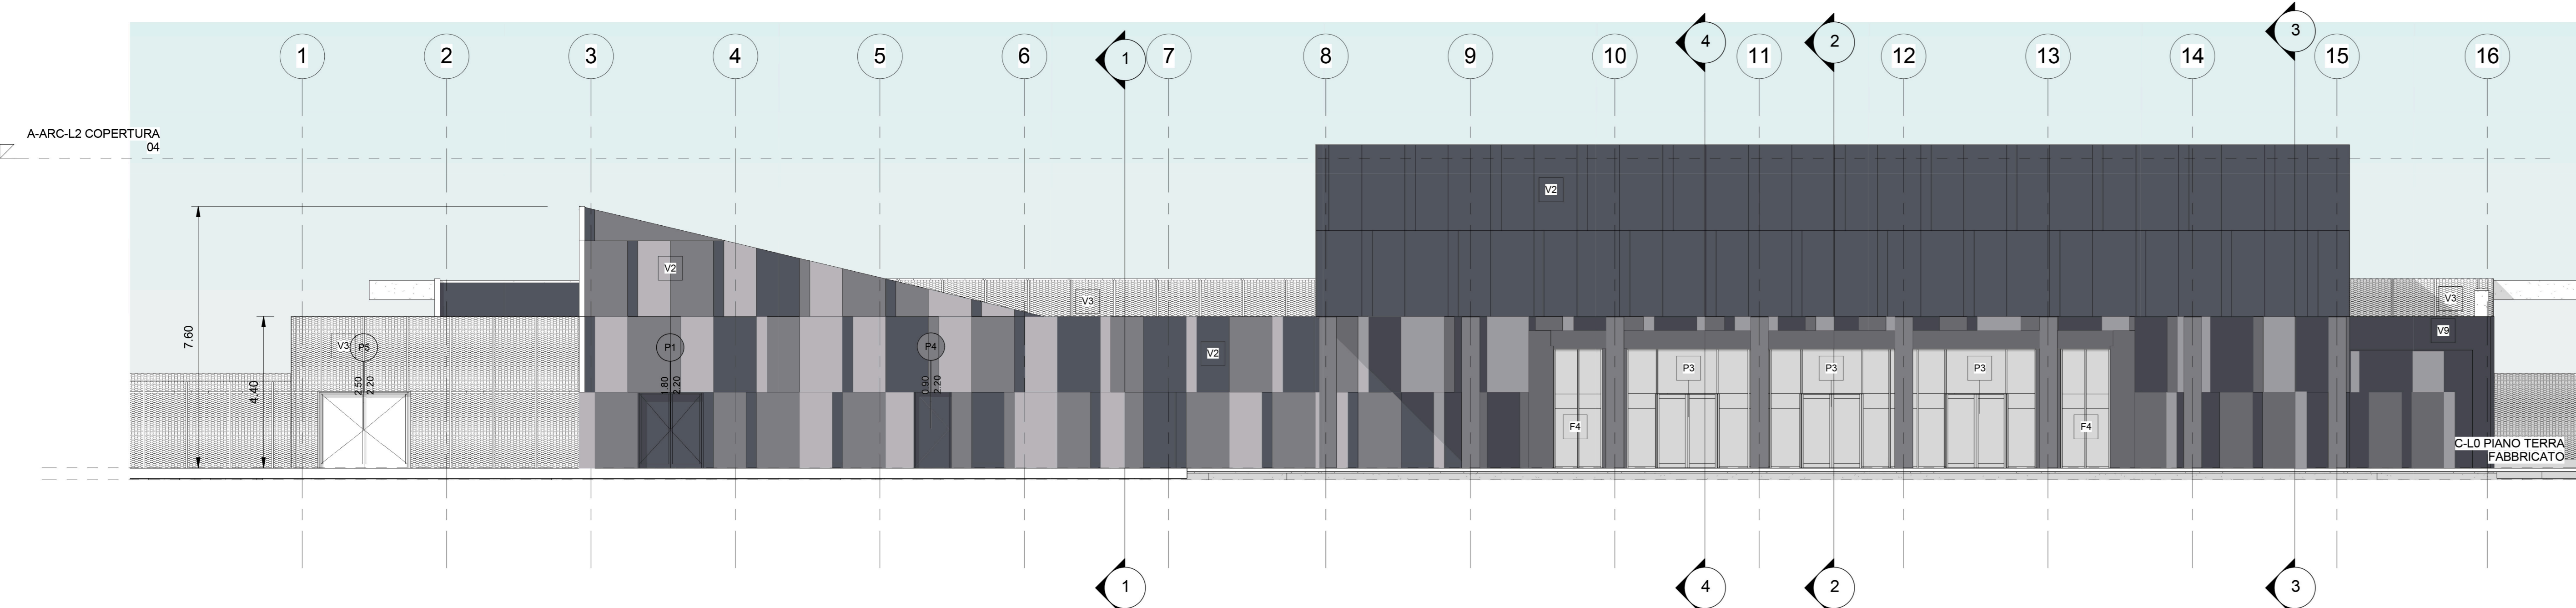 1 2 3 4 5 6 1 7 8 9 10 4 11 2 12 13 14 3 15 16
A-ARC-L2 COPERTURA
04
V2
V2
V3
V3
7.60
4.40
V3 P5
P1
P4
V2
V9
P3 P3 P3
2.50
2.20
1.80
2.20
0.90
2.20
F4
F4
C-L0 PIANO TERRA
FABBRICATO
1 4 2 3